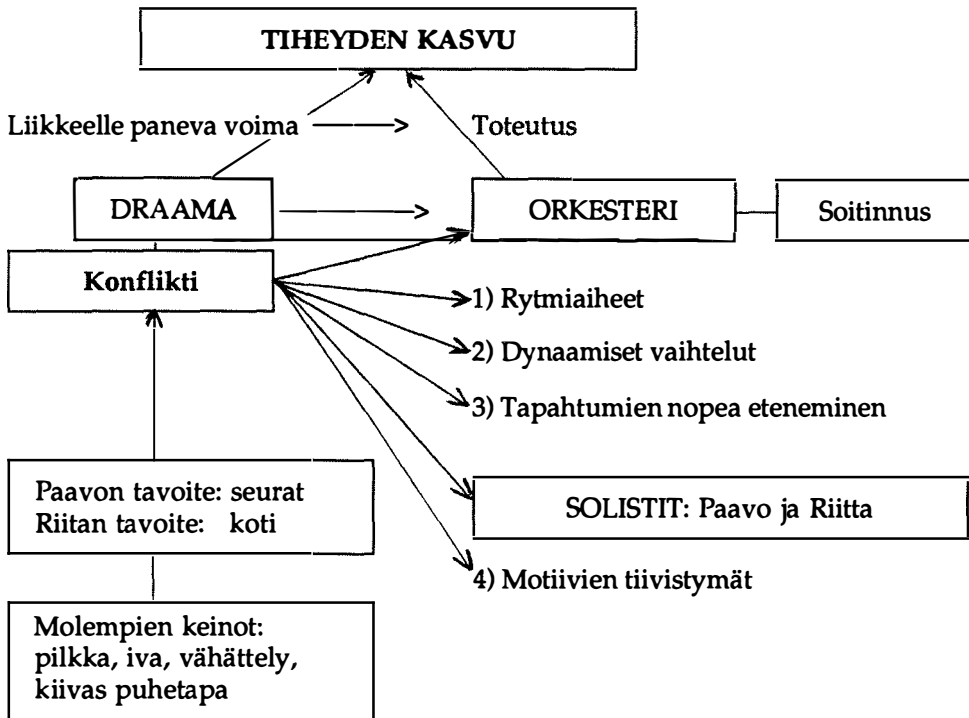 TIHEYDEN KASVU
Liikkeelle paneva voima
Toteutus
DRAAMA
ORKESTERI
Soitinnus
Konflikti
1) Rytmiaiheet
2) Dynaamiset vaihtelut
3) Tapahtumien nopea eteneminen
Paavon tavoite: seurat
Riitan tavoite: koti
SOLISTIT: Paavo ja Riitta
4) Motiivien tiivistymät
Molempien keinot:
pilkka, iva, vähättely,
kiivas puhetapa